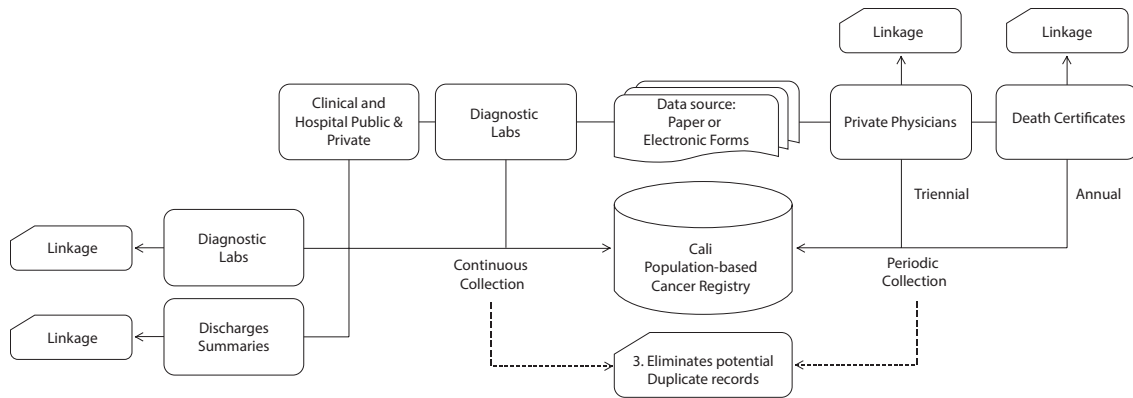 Linkage
Linkage
Clinical and
Hospital Public &
Private
Diagnostic
Labs
Data source:
Paper or
Electronic Forms
Private Physicians
Death Certificates
Triennial
Annual
Linkage
Diagnostic
Labs
Continuous
Collection
Cali
Population-based
Cancer Registry
Periodic
Collection
Linkage
Discharges
Summaries
3. Eliminates potential
Duplicate records